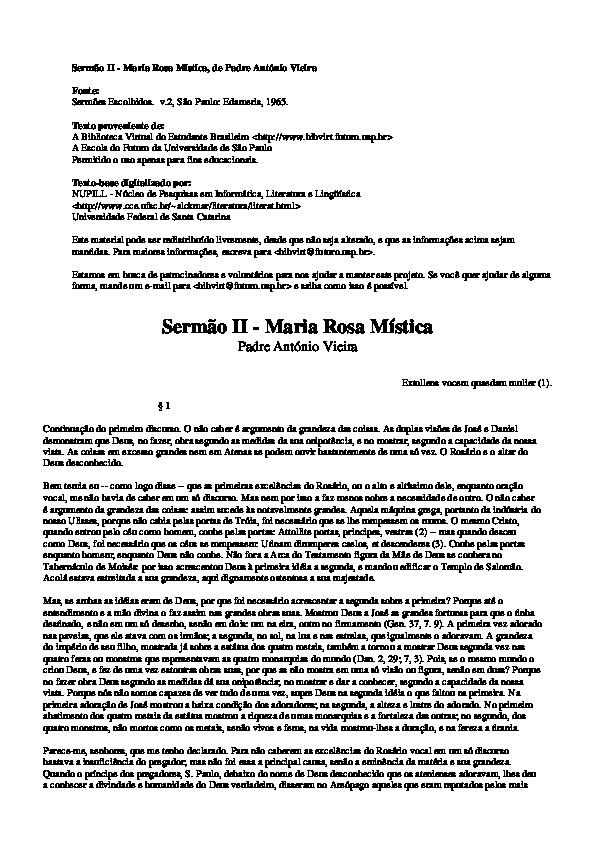 Sermão II - Maria Rosa Mística, de Padre António Vieira
Fonte:
Sermões Escolhidos. v.2, São Paulo: Edameris, 1965.
Texto proveniente de:
A Biblioteca Virtual do Estudante Brasileiro <http://www.bibvirt.futuro.usp.br>
A Escola do Futuro da Universidade de São Paulo
Permitido o uso apenas para fins educacionais.
Texto-base digitalizado por:
NUPILL - Núcleo de Pesquisas em Informática, Literatura e Lingüística
<http://www.cce.ufsc.br/~alckmar/literatura/literat.html>
Universidade Federal de Santa Catarina
Este material pode ser redistribuído livremente, desde que não seja alterado, e que as informações acima sejam
mantidas. Para maiores informações, escreva para <bibvirt@futuro.usp.br>.
Estamos em busca de patrocinadores e voluntários para nos ajudar a manter este projeto. Se você quer ajudar de alguma
forma, mande um e-mail para <bibvirt@futuro.usp.br> e saiba como isso é possível.
Sermão II - Maria Rosa Mística
Padre António Vieira
Extollens vocem quaedam mulier (1).
§ 1
Continuação do primeiro discurso. O não caber é argumento da grandeza das coisas. As duplas visões de José e Daniel
demonstram que Deus, no fazer, obra segundo as medidas da sua onipotência, e no mostrar, segundo a capacidade da nossa
vista. As coisas em excesso grandes nem em Atenas se podem ouvir bastantemente de uma só vez. O Rosário e o altar do
Deus desconhecido.
Bem temia eu -- como logo disse -- que as primeiras excelências do Rosário, ou o alto e altíssimo dele, enquanto oração
vocal, me não havia de caber em um só discurso. Mas nem por isso a faz menos nobre a necessidade de outro. O não caber
é argumento da grandeza das coisas: assim sucede às notavelmente grandes. Aquela máquina grega, portanto da indústria do
nosso Ulisses, porque não cabia pelas portas de Tróia, foi necessário que se lhe rompessem os muros. O mesmo Cristo,
quando entrou pelo céu como homem, coube pelas portas: Attollite portas, principes, vestras (2) -- mas quando desceu
como Deus, foi necessário que os céus se rompessem: Utinam dirumperes caelos, et descenderes (3). Coube pelas portas
enquanto homem; enquanto Deus não coube. Não fora a Arca do Testamento figura da Mãe de Deus se coubera no
Tabernáculo de Moisés: por isso acrescentou Deus à primeira idéia a segunda, e mandou edificar o Templo de Salomão.
Acolá estava estreitada a sua grandeza, aqui dignamente ostentosa a sua majestade.
Mas, se ambas as idéias eram de Deus, por que foi necessário acrescentar a segunda sobre a primeira? Porque até o
entendimento e a mão divina o faz assim nas grandes obras suas. Mostrou Deus a José as grandes fortunas para que o tinha
destinado, e não em um só desenho, senão em dois: um na eira, outro no firmamento (Gen. 37, 7. 9). A primeira vez adorado
nas paveias, que ele atava com os irmãos; a segunda, no sol, na lua e nas estrelas, que igualmente o adoravam. A grandeza
do império de seu filho, mostrada já sobre a estátua dos quatro metais, também a tornou a mostrar Deus segunda vez nas
quatro feras ou monstros que representavam as quatro monarquias do mundo (Dan. 2, 29; 7, 3). Pois, se o mesmo mundo o
criou Deus, e fez de uma vez estoutras obras suas, por que as não mostra em uma só visão ou figura, senão em duas? Porque
no fazer obra Deus segundo as medidas dá sua onipotência; no mostrar e dar a conhecer, segundo a capacidade da nossa
vista. Porque nós não somos capazes de ver tudo de uma vez, supre Deus na segunda idéia o que faltou na primeira. Na
primeira adoração de José mostrou a baixa condição dos adoradores; na segunda, a alteza e lustre do adorado. No primeiro
abatimento dos quatro metais da estátua mostrou a riqueza de umas monarquias e a fortaleza das outras; no segundo, dos
quatro monstros, não mortos como os metais, senão vivos e feros, na vida mostrou-lhes a duração, e na fereza a tirania.
Parece-me, senhores, que me tenho declarado. Para não caberem as excelências do Rosário vocal em um só discurso
bastava a insuficiência do pregador; mas não foi essa a principal causa, senão a eminência da matéria e sua grandeza.
Quando o príncipe dos pregadores, S. Paulo, debaixo do nome de Deus desconhecido que os atenienses adoravam, lhes deu
a conhecer a divindade e humanidade do Deus verdadeiro, disseram no Areópago aqueles que eram reputados pelos mais